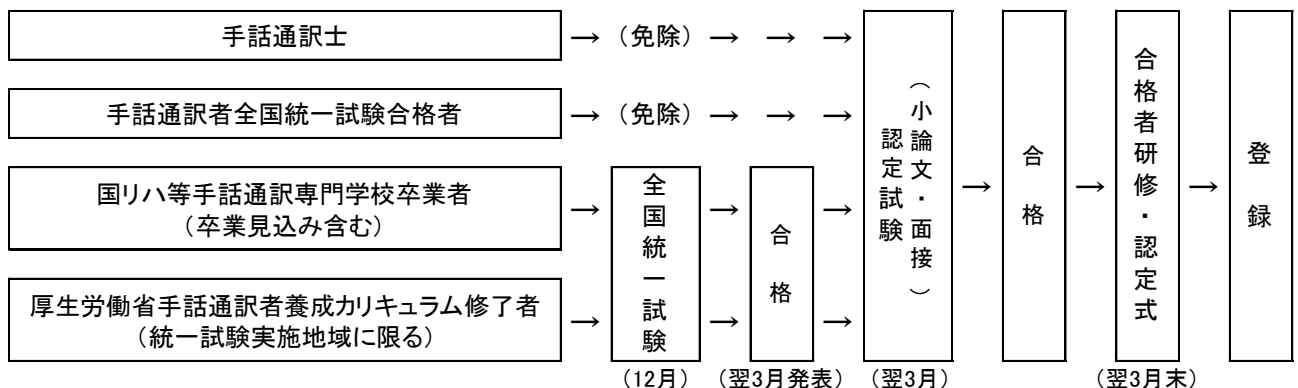 手話通訳士
→ (免除) → → →
手話通訳者全国統一試験合格者
→ (免除) → → →
国リハ等手話通訳専門学校卒業者
(卒業見込み含む)
厚生労働省手話通訳者養成カリキュラム修了者
(統一試験実施地域に限る)
全国統一試験
合格
認定試験
(小論文・面接)
合格
合格者研修・認定式
登録
(12月) (翌3月発表) (翌3月) (翌3月末)